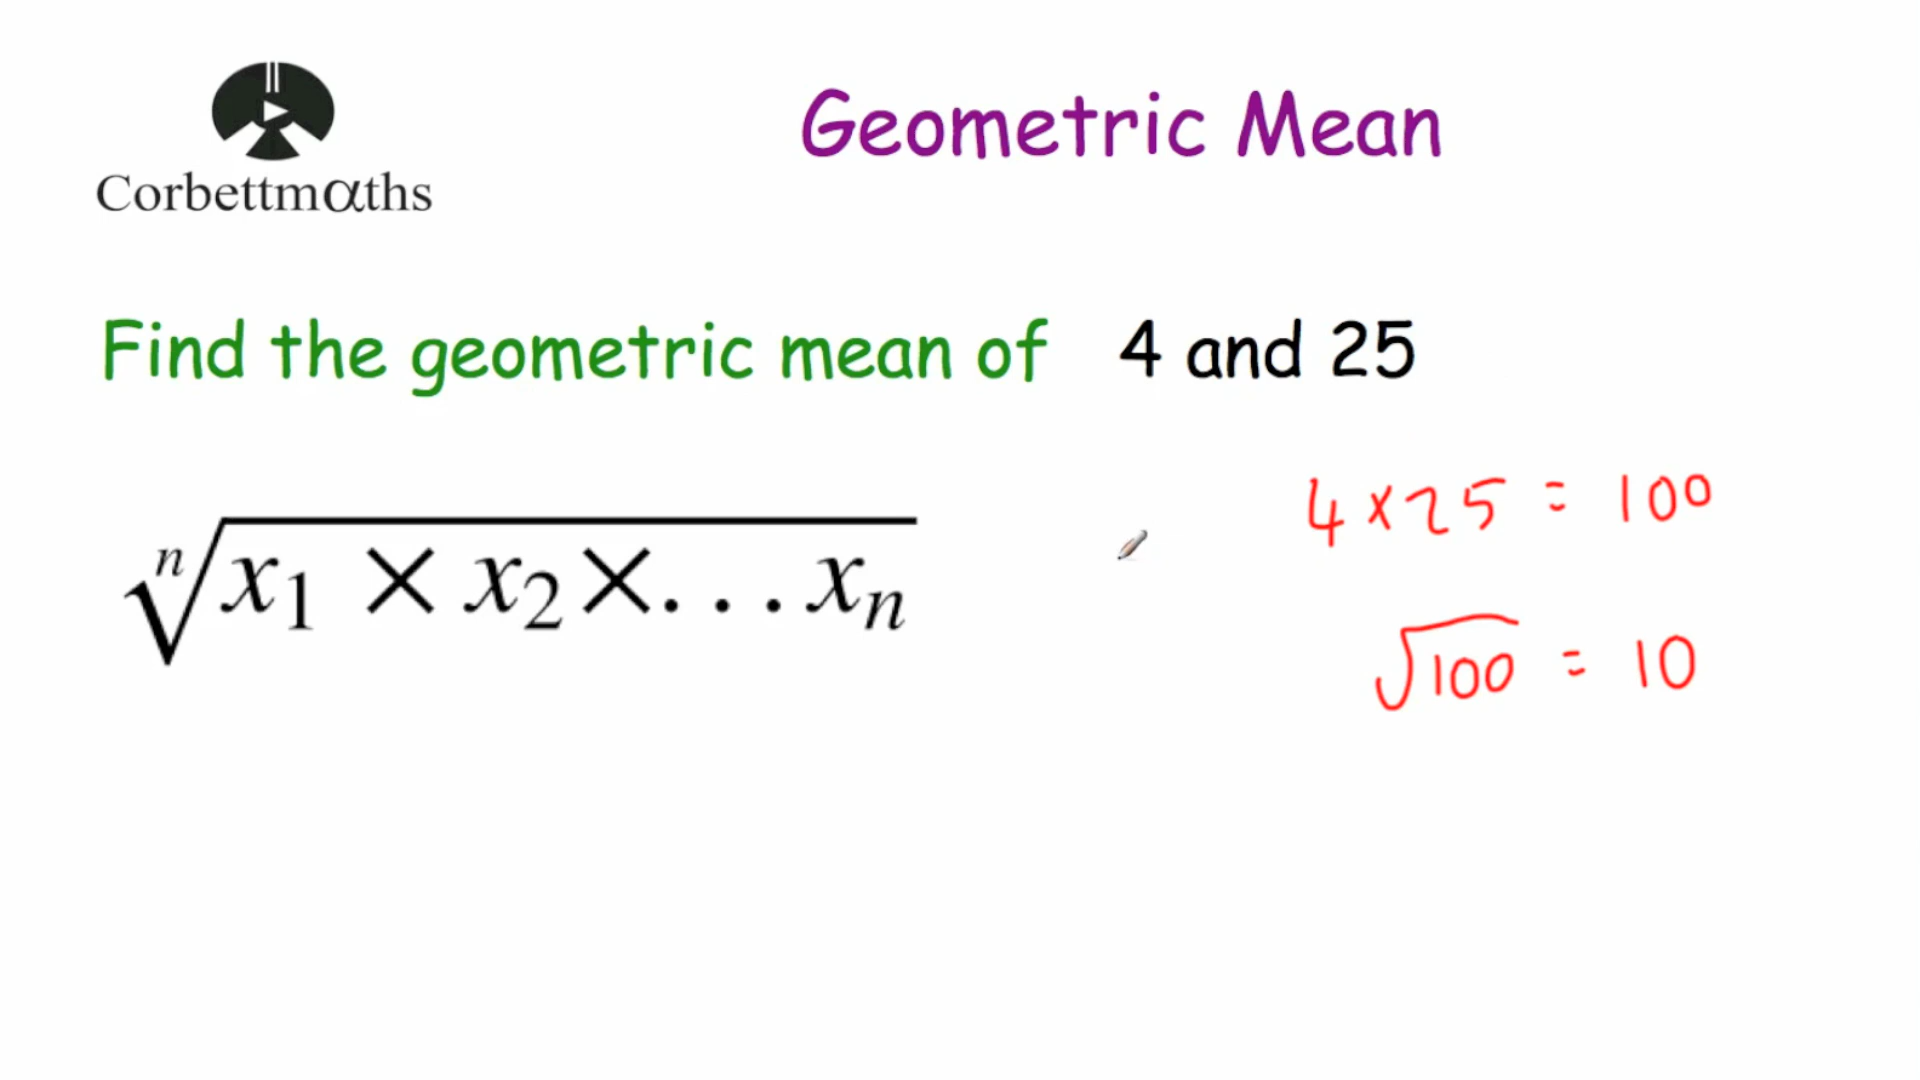 Corbettmαths
Geometric Mean
Find the geometric mean of 4 and 25
4 × 25 = 100
ⁿ√x₁ × x₂ ×...xₙ
√100 = 10